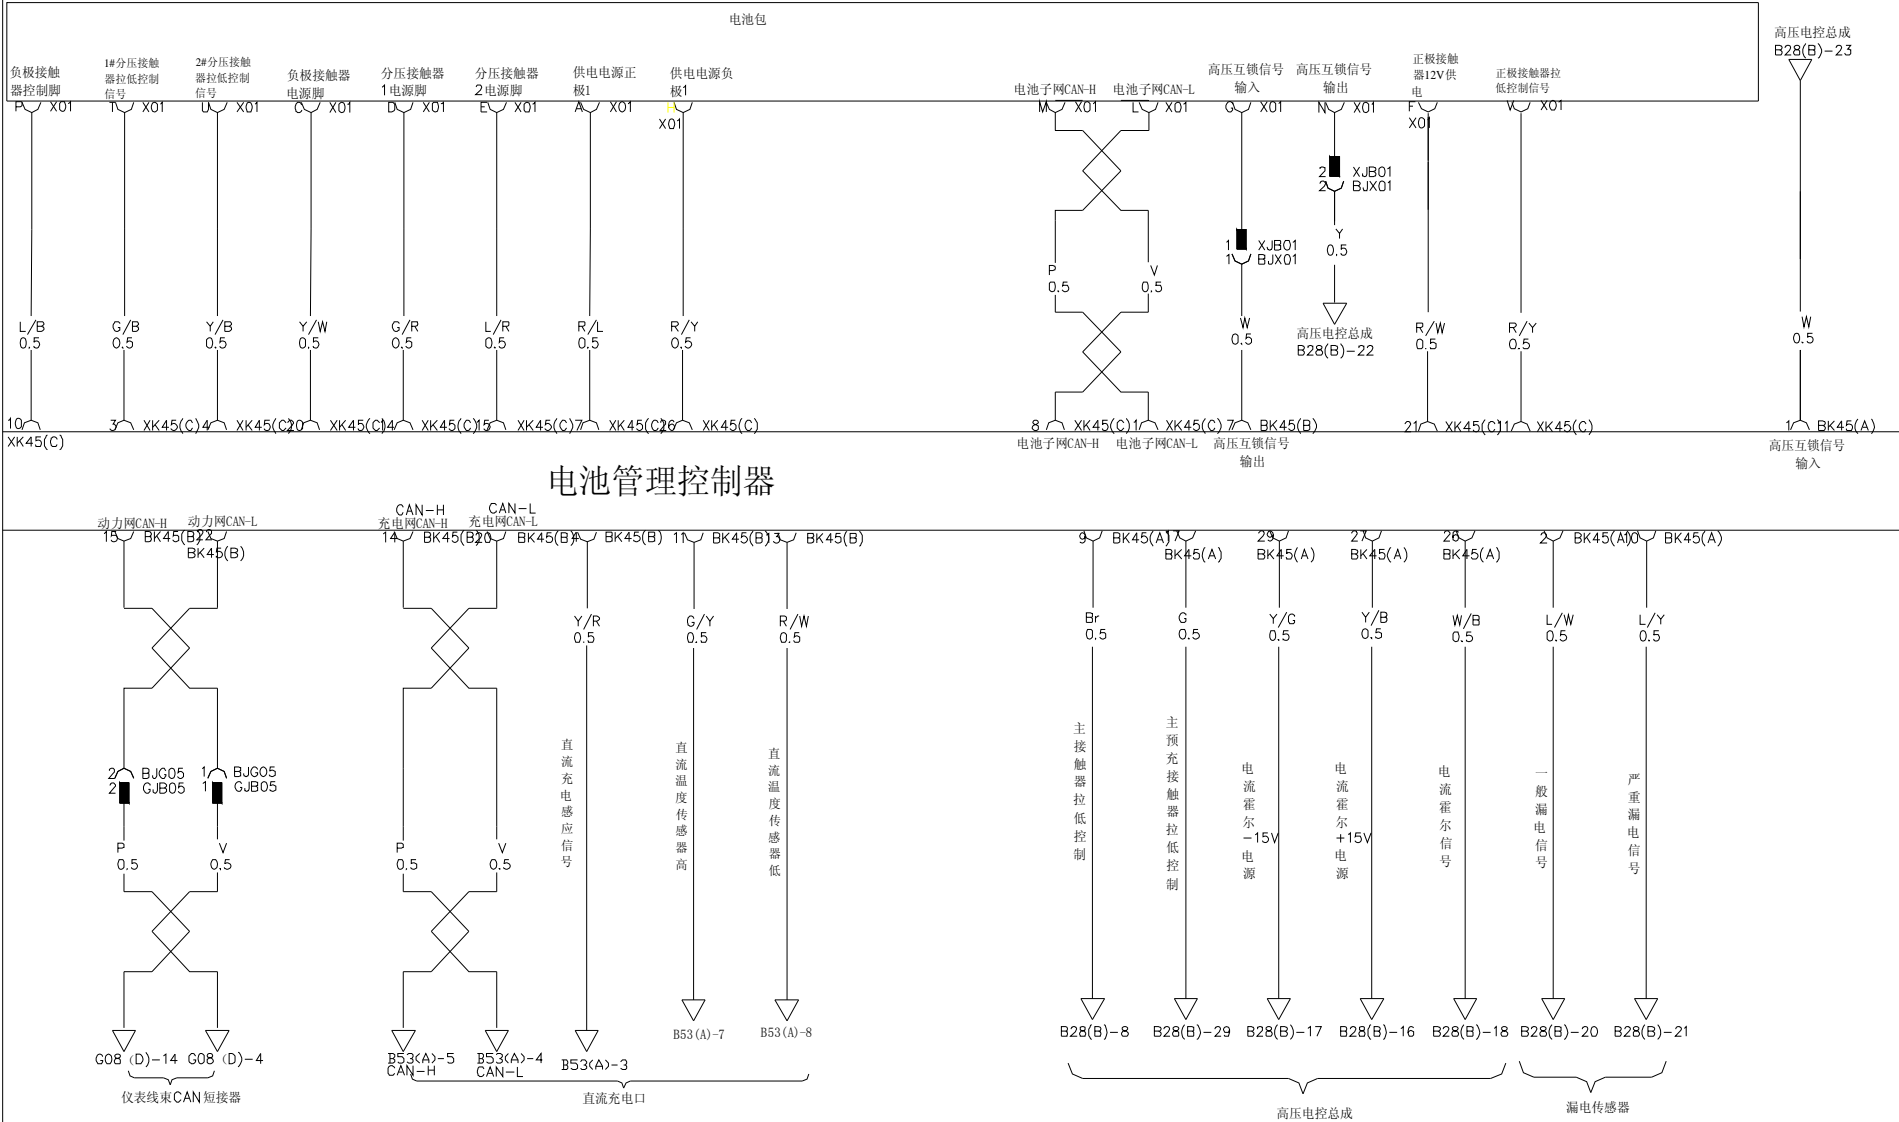 电池包
高压电控总成
B28(B)-23
负极接触
器控制脚
1#分压接触
器拉低控制
信号
2#分压接触
器拉低控制
信号
负极接触器
电源脚
分压接触器
1电源脚
分压接触器
2电源脚
供电电源正
极1
供电电源负
极1
电池子网CAN-H
电池子网CAN-L
高压互锁信号
输入
高压互锁信号
输出
正极接触
器12V供
电
正极接触器拉
低控制信号
P X01
T X01
U X01
C X01
D X01
E X01
A X01
H
X01
M X01
L X01
G X01
N X01
F
X01
V X01
2 XJB01
2 BJX01
1 XJB01
1 BJX01
Y
0.5
高压电控总成
B28(B)-22
P
0.5
V
0.5
L/B
0.5
G/B
0.5
Y/B
0.5
Y/W
0.5
G/R
0.5
L/R
0.5
R/L
0.5
R/Y
0.5
W
0.5
R/W
0.5
R/Y
0.5
W
0.5
10
XK45(C)
3 XK45(C)
4 XK45(C)
20 XK45(C)
14 XK45(C)
15 XK45(C)
7 XK45(C)
26 XK45(C)
8 XK45(C)
1 XK45(C)
7 BK45(B)
21 XK45(C)
11 XK45(C)
1 BK45(A)
电池子网CAN-H
电池子网CAN-L
高压互锁信号
输出
高压互锁信号
输入
电池管理控制器
动力网CAN-H
动力网CAN-L
CAN-H
充电网CAN-H
CAN-L
充电网CAN-L
15 BK45(B)
22
BK45(B)
14 BK45(B)
20 BK45(B)
4 BK45(B)
11 BK45(B)
13 BK45(B)
9 BK45(A)
17
BK45(A)
29
BK45(A)
27
BK45(A)
26
BK45(A)
2 BK45(A)
10 BK45(A)
Y/R
0.5
G/Y
0.5
R/W
0.5
Br
0.5
G
0.5
Y/G
0.5
Y/B
0.5
W/B
0.5
L/W
0.5
L/Y
0.5
直流充电感应信号
直流温度传感器高
直流温度传感器低
主接触器拉低控制
主预充接触器拉低控制
电流霍尔-15V电源
电流霍尔+15V电源
电流霍尔信号
一般漏电信号
严重漏电信号
2 BJG05
2 GJB05
1 BJG05
1 GJB05
P
0.5
V
0.5
P
0.5
V
0.5
G08 (D)-14
G08 (D)-4
B53(A)-5
CAN-H
B53(A)-4
CAN-L
B53(A)-3
B53(A)-7
B53(A)-8
B28(B)-8
B28(B)-29
B28(B)-17
B28(B)-16
B28(B)-18
B28(B)-20
B28(B)-21
仪表线束CAN短接器
直流充电口
高压电控总成
漏电传感器